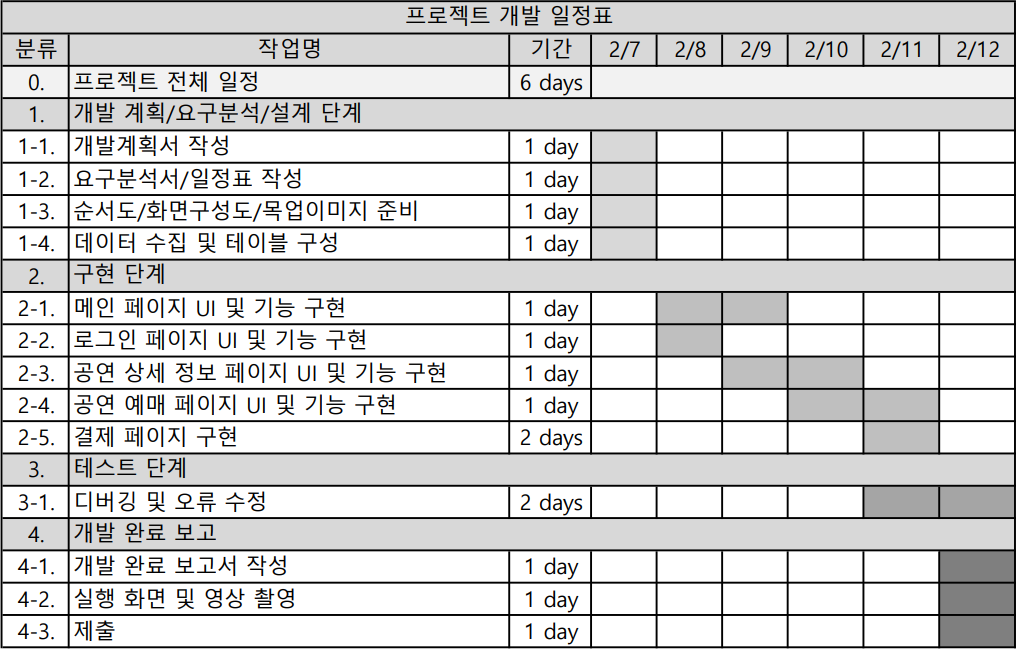 프로젝트 개발 일정표
분류 작업명 기간 2/7 2/8 2/9 2/10 2/11 2/12
0. 프로젝트 전체 일정 6 days
1. 개발 계획/요구분석/설계 단계
1-1. 개발계획서 작성 1 day
1-2. 요구분석서/일정표 작성 1 day
1-3. 순서도/화면구성도/목업이미지 준비 1 day
1-4. 데이터 수집 및 테이블 구성 1 day
2. 구현 단계
2-1. 메인 페이지 UI 및 기능 구현 1 day
2-2. 로그인 페이지 UI 및 기능 구현 1 day
2-3. 공연 상세 정보 페이지 UI 및 기능 구현 1 day
2-4. 공연 예매 페이지 UI 및 기능 구현 1 day
2-5. 결제 페이지 구현 2 days
3. 테스트 단계
3-1. 디버깅 및 오류 수정 2 days
4. 개발 완료 보고
4-1. 개발 완료 보고서 작성 1 day
4-2. 실행 화면 및 영상 촬영 1 day
4-3. 제출 1 day